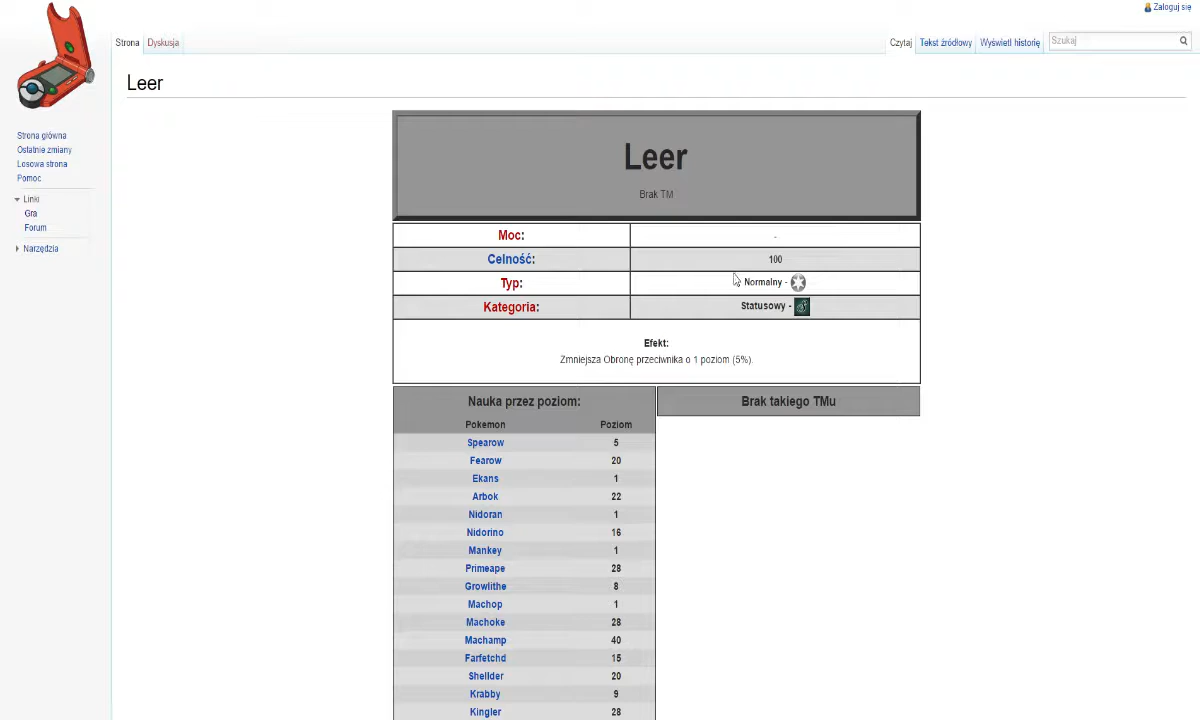 Zaloguj się
Strona
Dyskusja
Czytaj
Tekst źródłowy
Wyświetl historię
Szukaj
Leer
Strona główna
Ostatnie zmiany
Losowa strona
Pomoc
Linki
Gra
Forum
Narzędzia
Leer
Brak TM
Moc: -
Celność: 100
Typ: Normalny -
Kategoria: Statusowy -
Efekt:
Zmniejsza Obronę przeciwnika o 1 poziom (5%).
Nauka przez poziom:
Brak takiego TMu
Pokemon Poziom
Spearow 5
Fearow 20
Ekans 1
Arbok 22
Nidoran 1
Nidorino 16
Mankey 1
Primeape 28
Growlithe 8
Machop 1
Machoke 28
Machamp 40
Farfetchd 15
Shellder 20
Krabby 9
Kingler 28